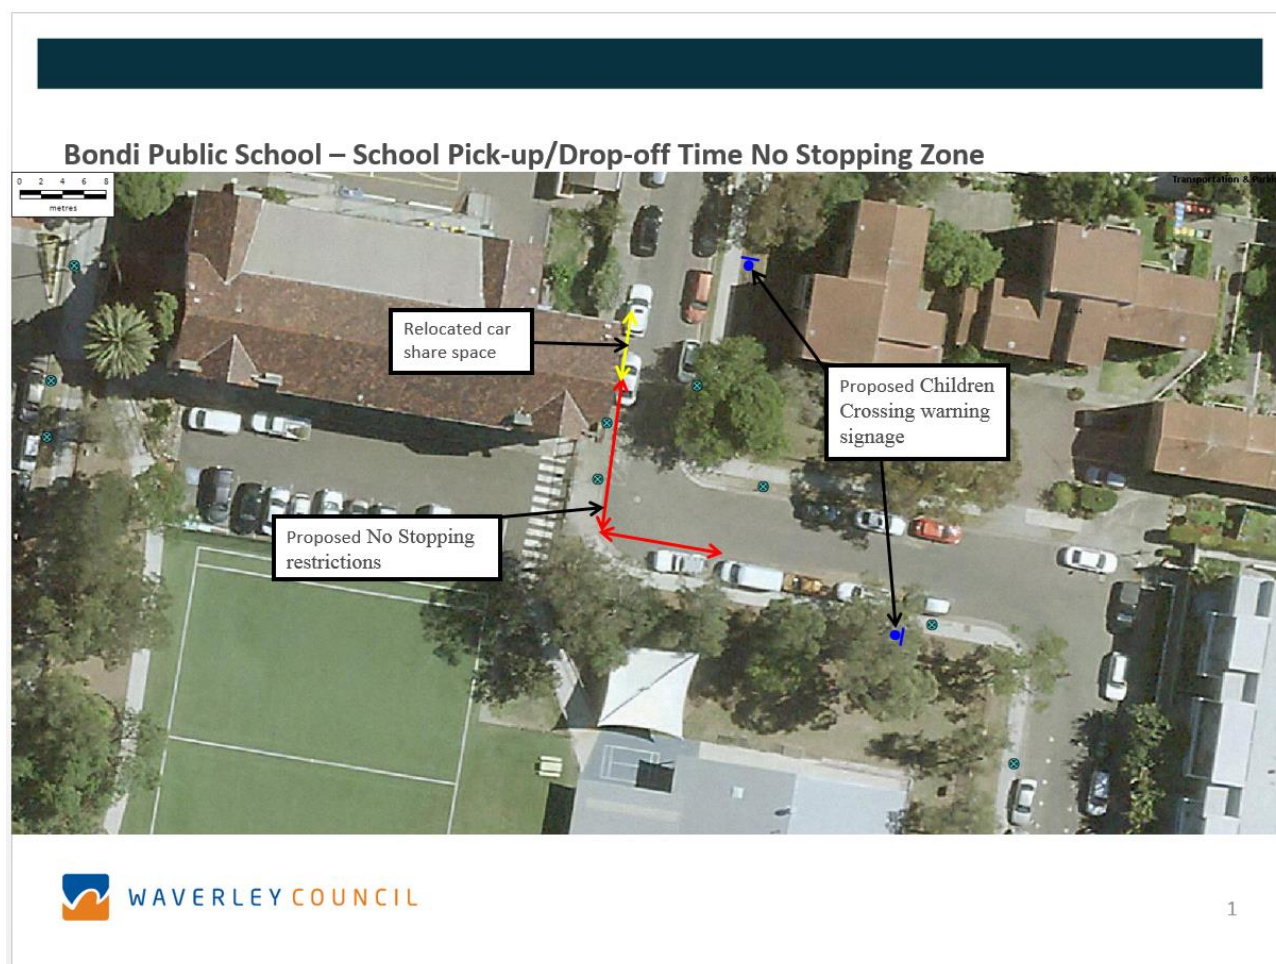 Bondi Public School – School Pick-up/Drop-off Time No Stopping Zone
0 2 4 6 8
metres
Transportation &
Relocated car
share space
Proposed Children
Crossing warning
signage
Proposed No Stopping
restrictions
WAVERLEY COUNCIL
1